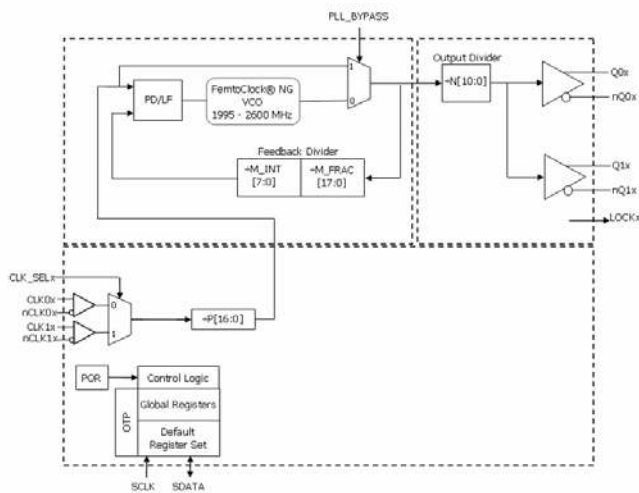 PLL_BYPASS
Output Divider
÷N[10:0]
Q0x
nQ0x
1
0
PD/LF
FemtoClock® NG
VCO
1995 - 2600 MHz
Feedback Divider
÷M_INT
[7:0]
÷M_FRAC
[17:0]
Q1x
nQ1x
LOCKx
CLK_SELx
CLK0x
nCLK0x
CLK1x
nCLK1x
0
1
÷P[16:0]
POR
Control Logic
OTP
Global Registers
Default
Register Set
SCLK
SDATA